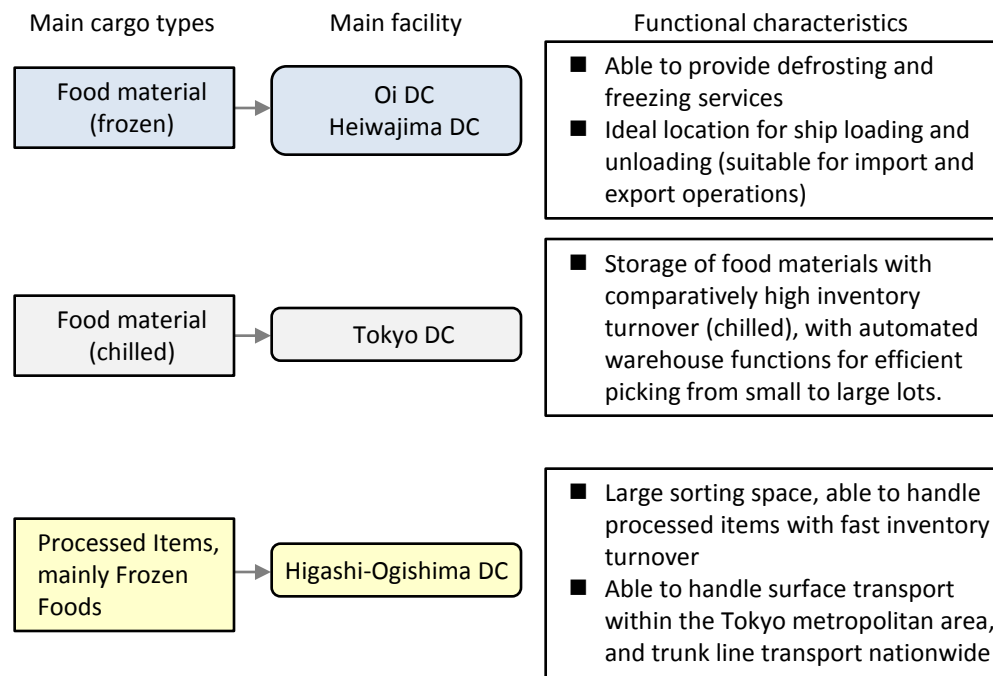 Main cargo types
Main facility
Functional characteristics
Food material
(frozen)
Oi DC
Heiwajima DC
■ Able to provide defrosting and
freezing services
■ Ideal location for ship loading and
unloading (suitable for import and
export operations)
Food material
(chilled)
Tokyo DC
■ Storage of food materials with
comparatively high inventory
turnover (chilled), with automated
warehouse functions for efficient
picking from small to large lots.
Processed Items,
mainly Frozen
Foods
Higashi-Ogishima DC
■ Large sorting space, able to handle
processed items with fast inventory
turnover
■ Able to handle surface transport
within the Tokyo metropolitan area,
and trunk line transport nationwide